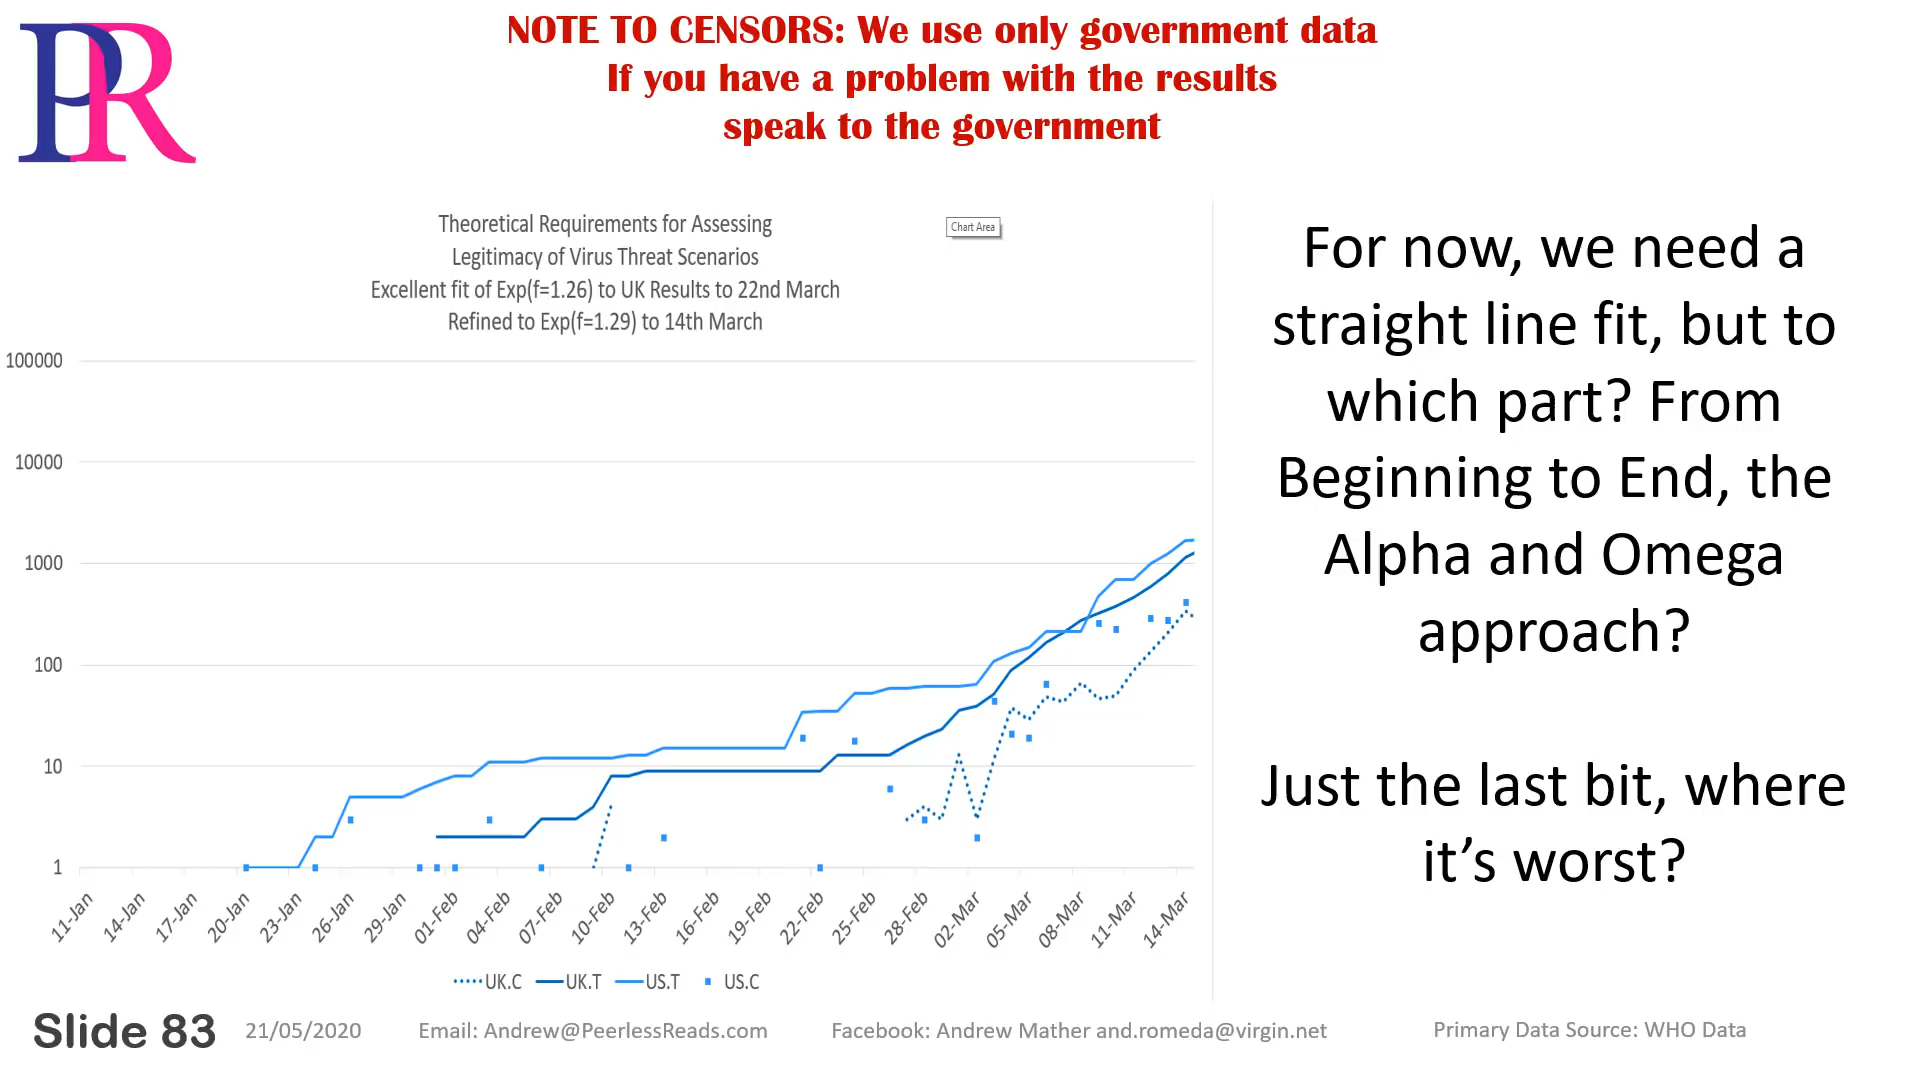 PR
NOTE TO CENSORS: We use only government data
If you have a problem with the results
speak to the government
Theoretical Requirements for Assessing
Legitimacy of Virus Threat Scenarios
Excellent fit of Exp(f=1.26) to UK Results to 22nd March
Refined to Exp(f=1.29) to 14th March
Chart Area
100000
10000
1000
100
10
1
11-Jan
14-Jan
17-Jan
20-Jan
23-Jan
26-Jan
29-Jan
01-Feb
04-Feb
07-Feb
10-Feb
13-Feb
16-Feb
19-Feb
22-Feb
25-Feb
28-Feb
02-Mar
05-Mar
08-Mar
11-Mar
14-Mar
UK.C UK.T US.T US.C
For now, we need a
straight line fit, but to
which part? From
Beginning to End, the
Alpha and Omega
approach?
Just the last bit, where
it’s worst?
Slide 83 21/05/2020 Email: Andrew@PeerlessReads.com Facebook: Andrew Mather and.romeda@virgin.net Primary Data Source: WHO Data